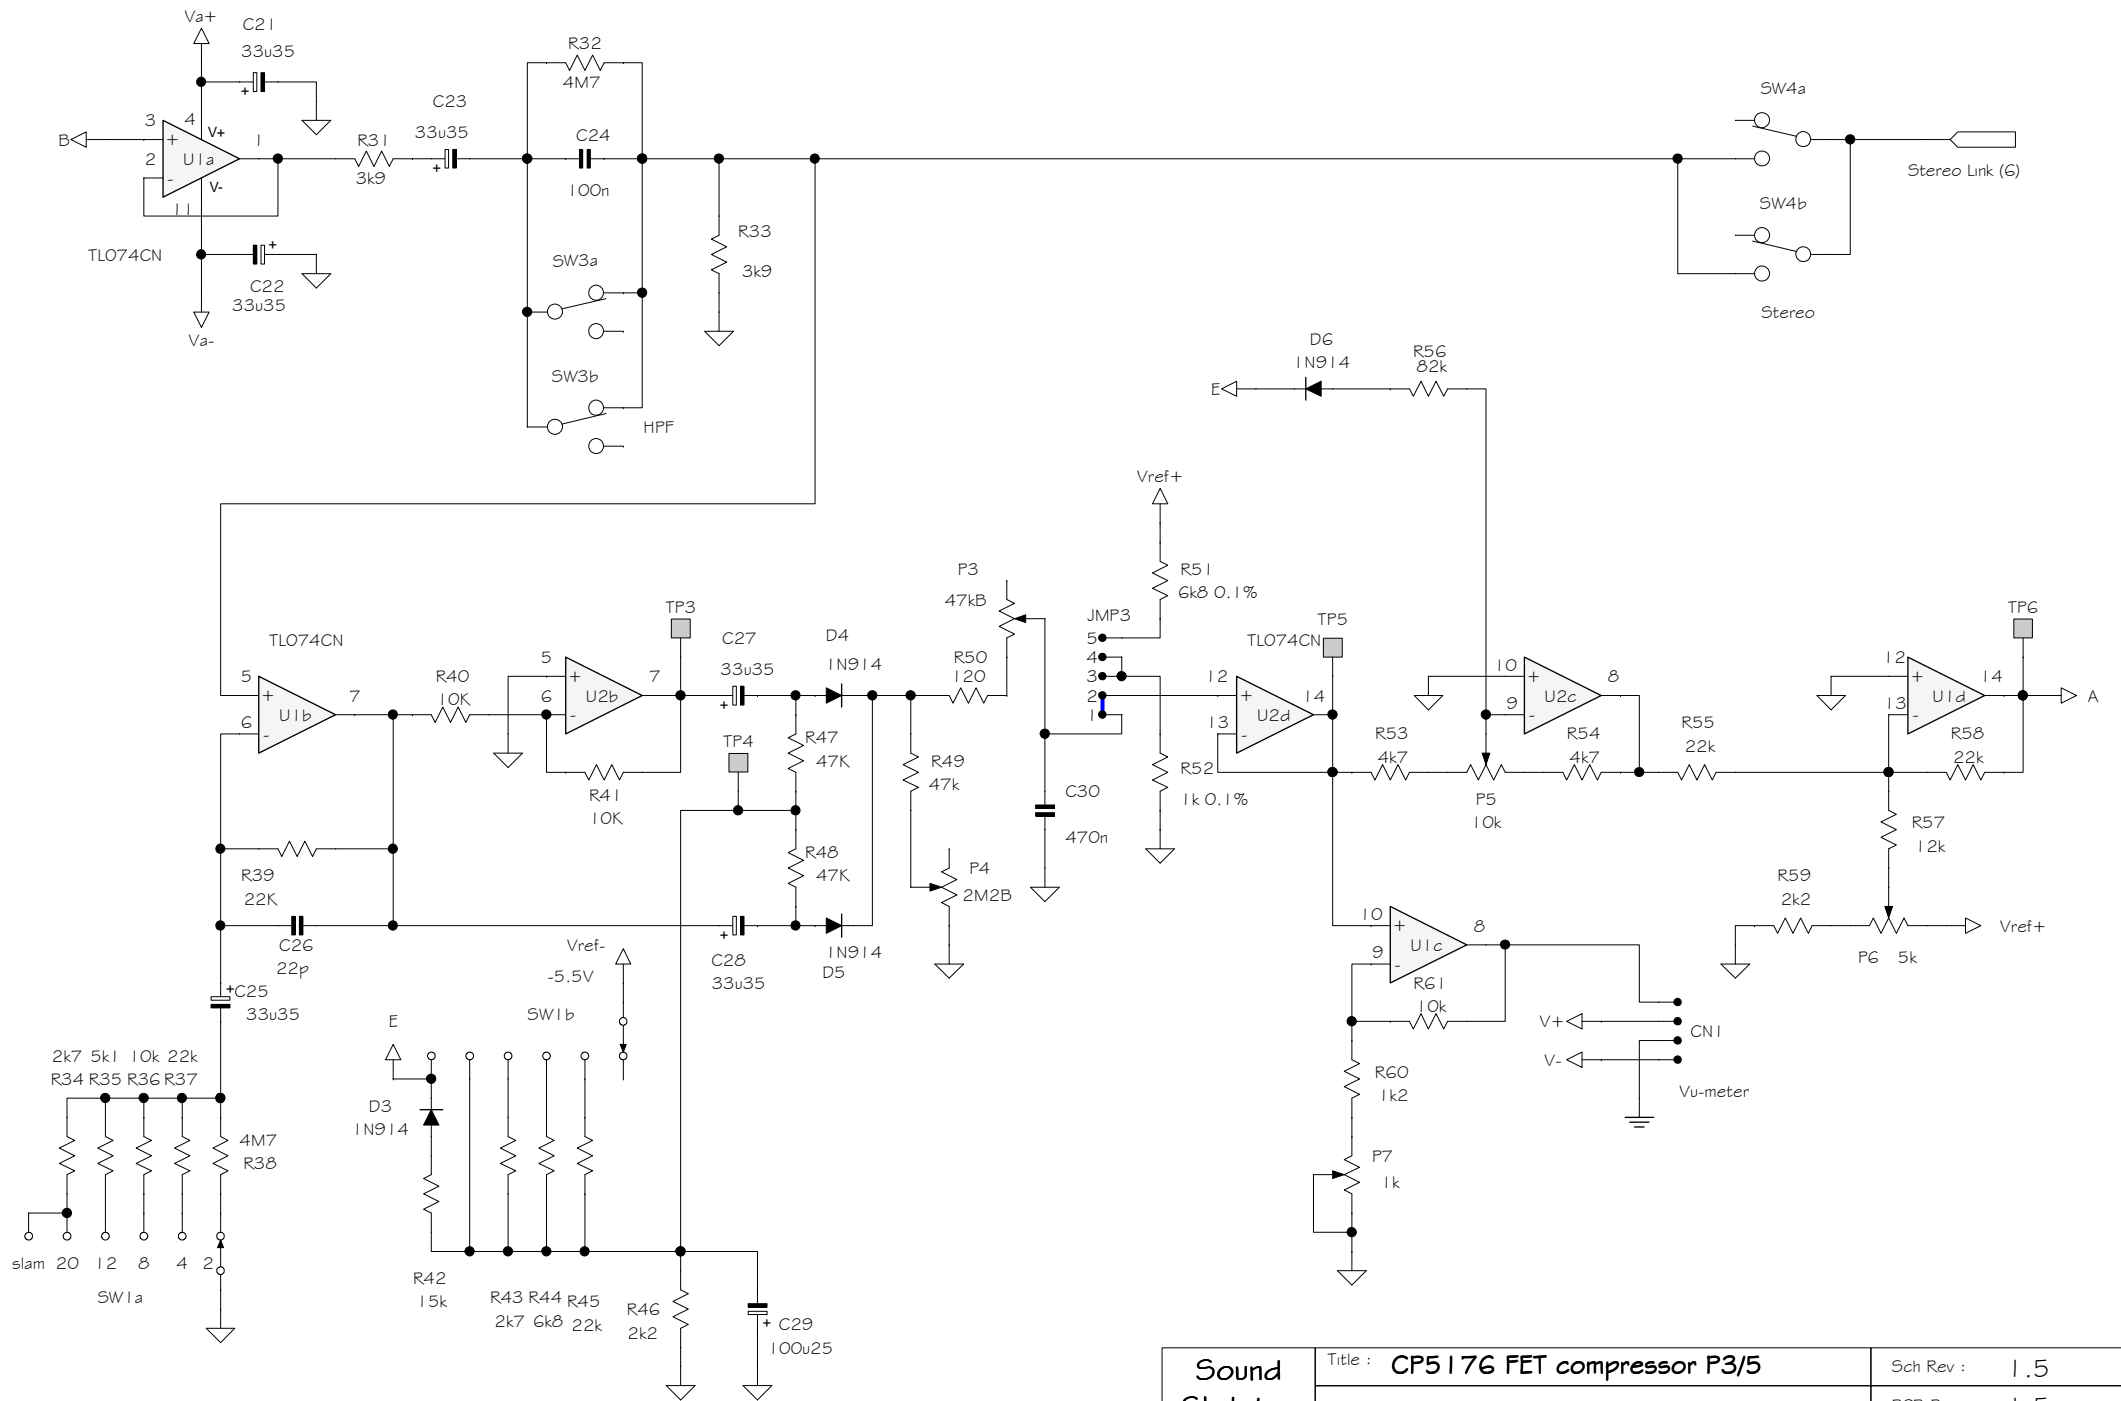 Va+
C21
33u35
R32
4M7
SW4a
C23
33u35
3
4
V+
1
B
R31
C24
+
2
U1a
3k9
100n
-
V-
11
Stereo Link (6)
SW4b
R33
3k9
TL074CN
SW3a
C22
33u35
Va-
Stereo
D6
1N914
R56
82k
E
SW3b
HPF
Vref+
P3
47kB
R51
6k8 0.1%
TP3
JMP3
TP5
TP6
TL074CN
C27
33u35
D4
1N914
5
4
3
2
1
TL074CN
R50
120
R40
10K
5
+
6
-
U1b
7
5
6
-
U2b
7
12
+
13
-
U2d
14
10
+
9
-
U2c
8
12
+
13
-
U1d
14
A
TP4
R47
47K
R49
47k
R52
1k 0.1%
R53
4k7
R54
4k7
R55
22k
R58
22k
R41
10K
C30
470n
P5
10k
R57
12k
R39
22K
R48
47K
P4
2M2B
R59
2k2
C26
22p
Vref-
-5.5V
C28
33u35
1N914
D5
10
+
9
-
U1c
8
P6 5k
Vref+
C25
33u35
SW1b
R61
10k
E
V+
V-
CN1
Vu-meter
2k7 5k1 10k 22k
R34 R35 R36 R37
D3
1N914
R60
1k2
4M7
R38
P7
1k
slam 20 12 8 4 2
SW1a
R42
15k
R43 R44 R45
2k7 6k8 22k
R46
2k2
C29
100u25
Sound
Title : CP5176 FET compressor P3/5
Sch Rev : 1.5